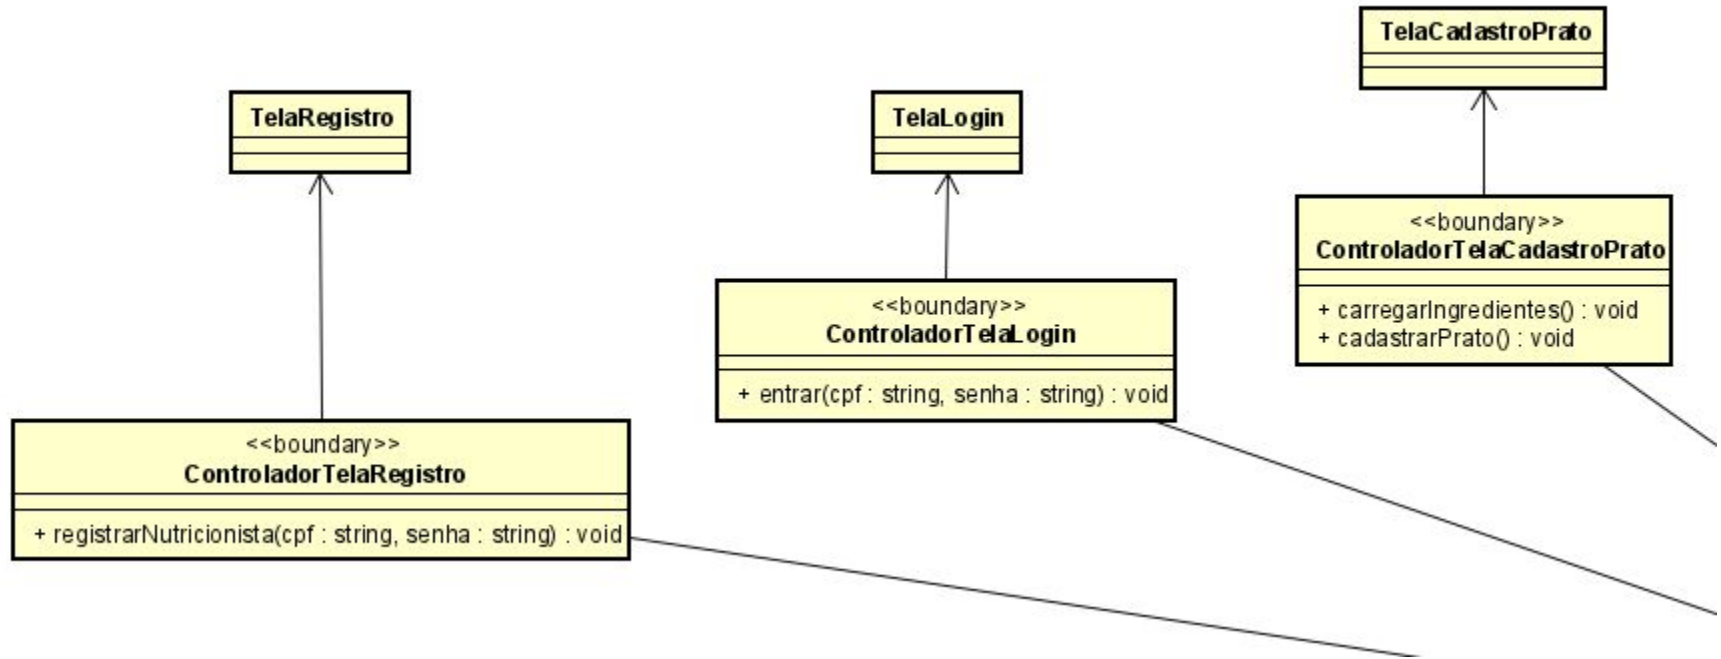 TelaCadastroPrato
TelaRegistro
TelaLogin
<<boundary>>
ControladorTelaCadastroPrato
+ carregarIngredientes() : void
+ cadastrarPrato() : void
<<boundary>>
ControladorTelaLogin
+ entrar(cpf : string, senha : string) : void
<<boundary>>
ControladorTelaRegistro
+ registrarNutricionista(cpf : string, senha : string) : void